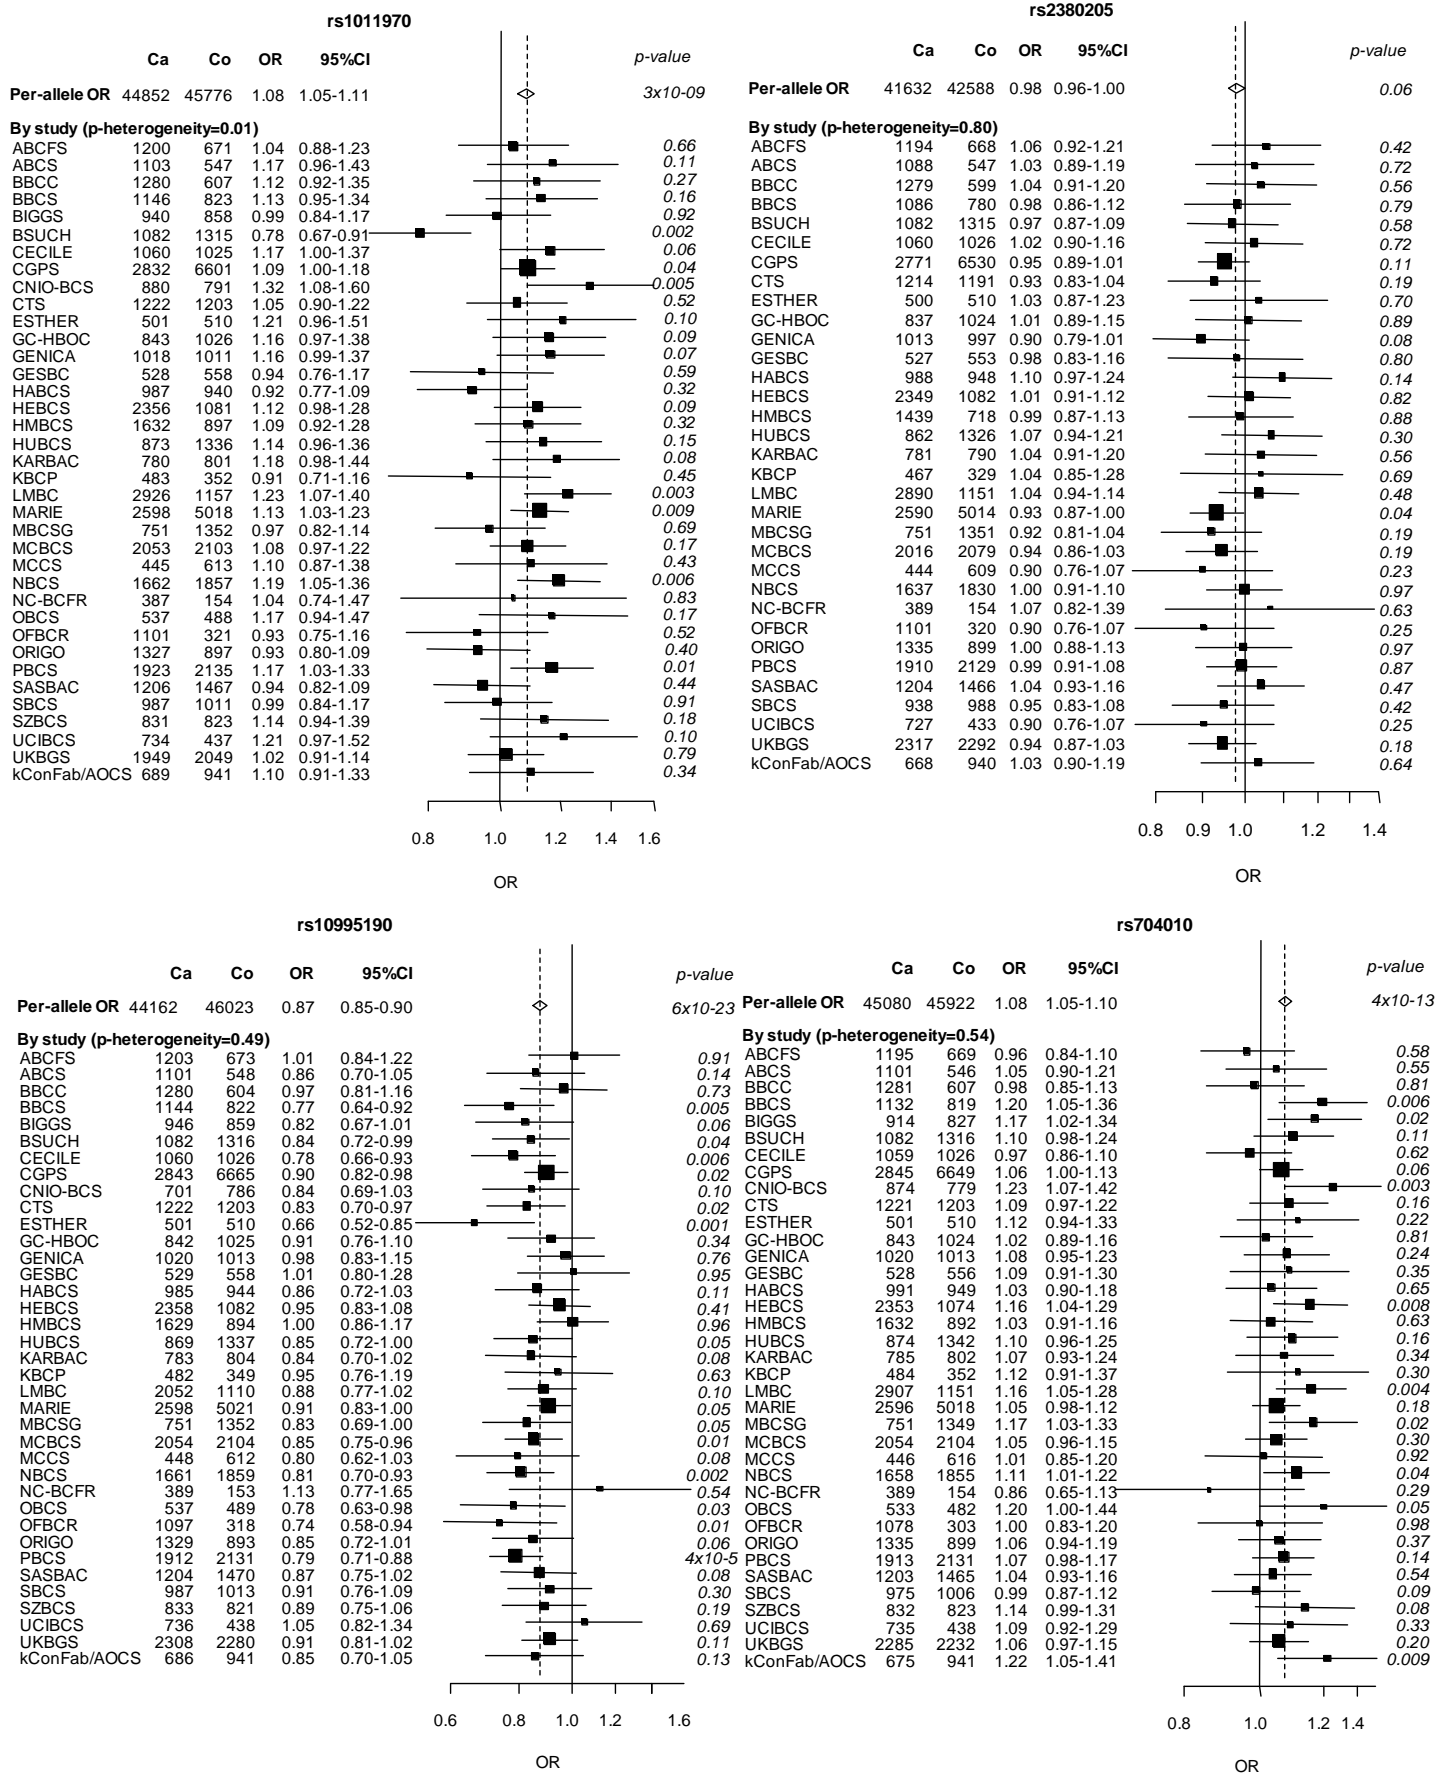 rs1011970
Ca Co OR 95%CI p-value
Per-allele OR 44852 45776 1.08 1.05-1.11 3x10-09
By study (p-heterogeneity=0.01)
ABCFS 1200 671 1.04 0.88-1.23 0.66
ABCS 1103 547 1.17 0.96-1.43 0.11
BBCC 1280 607 1.12 0.92-1.35 0.27
BBCS 1146 823 1.13 0.95-1.34 0.16
BIGGS 940 858 0.99 0.84-1.17 0.92
BSUCH 1082 1315 0.78 0.67-0.91 0.002
CECILE 1060 1025 1.17 1.00-1.37 0.06
CGPS 2832 6601 1.09 1.00-1.18 0.04
CNIO-BCS 880 791 1.32 1.08-1.60 0.005
CTS 1222 1203 1.05 0.90-1.22 0.52
ESTHER 501 510 1.21 0.96-1.51 0.10
GC-HBOC 843 1026 1.16 0.97-1.38 0.09
GENICA 1018 1011 1.16 0.99-1.37 0.07
GESBC 528 558 0.94 0.76-1.17 0.59
HABCS 987 940 0.92 0.77-1.09 0.32
HEBCS 2356 1081 1.12 0.98-1.28 0.09
HMBCS 1632 897 1.09 0.92-1.28 0.32
HUBCS 873 1336 1.14 0.96-1.36 0.15
KARBAC 780 801 1.18 0.98-1.44 0.08
KBCP 483 352 0.91 0.71-1.16 0.45
LMBC 2926 1157 1.23 1.07-1.40 0.003
MARIE 2598 5018 1.13 1.03-1.23 0.009
MBCSG 751 1352 0.97 0.82-1.14 0.69
MCBCS 2053 2103 1.08 0.97-1.22 0.17
MCCS 445 613 1.10 0.87-1.38 0.43
NBCS 1662 1857 1.19 1.05-1.36 0.006
NC-BCFR 387 154 1.04 0.74-1.47 0.83
OBCS 537 488 1.17 0.94-1.47 0.17
OFBCR 1101 321 0.93 0.75-1.16 0.52
ORIGO 1327 897 0.93 0.80-1.09 0.40
PBCS 1923 2135 1.17 1.03-1.33 0.01
SASBAC 1206 1467 0.94 0.82-1.09 0.44
SBCS 987 1011 0.99 0.84-1.17 0.91
SZBCS 831 823 1.14 0.94-1.39 0.18
UCIBCS 734 437 1.21 0.97-1.52 0.10
UKBGS 1949 2049 1.02 0.91-1.14 0.79
kConFab/AOCS 689 941 1.10 0.91-1.33 0.34
0.8 1.0 1.2 1.4 1.6
OR
rs2380205
Ca Co OR 95%CI p-value
Per-allele OR 41632 42588 0.98 0.96-1.00 0.06
By study (p-heterogeneity=0.80)
ABCFS 1194 668 1.06 0.92-1.21 0.42
ABCS 1088 547 1.03 0.89-1.19 0.72
BBCC 1279 599 1.04 0.91-1.20 0.56
BBCS 1086 780 0.98 0.86-1.12 0.79
BSUCH 1082 1315 0.97 0.87-1.09 0.58
CECILE 1060 1026 1.02 0.90-1.16 0.72
CGPS 2771 6530 0.95 0.89-1.01 0.11
CTS 1214 1191 0.93 0.83-1.04 0.19
ESTHER 500 510 1.03 0.87-1.23 0.70
GC-HBOC 837 1024 1.01 0.89-1.15 0.89
GENICA 1013 997 0.90 0.79-1.01 0.08
GESBC 527 553 0.98 0.83-1.16 0.80
HABCS 988 948 1.10 0.97-1.24 0.14
HEBCS 2349 1082 1.01 0.91-1.12 0.82
HMBCS 1439 718 0.99 0.87-1.13 0.88
HUBCS 862 1326 1.07 0.94-1.21 0.30
KARBAC 781 790 1.04 0.91-1.20 0.56
KBCP 467 329 1.04 0.85-1.28 0.69
LMBC 2890 1151 1.04 0.94-1.14 0.48
MARIE 2590 5014 0.93 0.87-1.00 0.04
MBCSG 751 1351 0.92 0.81-1.04 0.19
MCBCS 2016 2079 0.94 0.86-1.03 0.19
MCCS 444 609 0.90 0.76-1.07 0.23
NBCS 1637 1830 1.00 0.91-1.10 0.97
NC-BCFR 389 154 1.07 0.82-1.39 0.63
OFBCR 1101 320 0.90 0.76-1.07 0.25
ORIGO 1335 899 1.00 0.88-1.13 0.97
PBCS 1910 2129 0.99 0.91-1.08 0.87
SASBAC 1204 1466 1.04 0.93-1.16 0.47
SBCS 938 988 0.95 0.83-1.08 0.42
UCIBCS 727 433 0.90 0.76-1.07 0.25
UKBGS 2317 2292 0.94 0.87-1.03 0.18
kConFab/AOCS 668 940 1.03 0.90-1.19 0.64
0.8 0.9 1.0 1.2 1.4
OR
rs10995190
Ca Co OR 95%CI p-value
Per-allele OR 44162 46023 0.87 0.85-0.90 6x10-23
By study (p-heterogeneity=0.49)
ABCFS 1203 673 1.01 0.84-1.22 0.91
ABCS 1101 548 0.86 0.70-1.05 0.14
BBCC 1280 604 0.97 0.81-1.16 0.73
BBCS 1144 822 0.77 0.64-0.92 0.005
BIGGS 946 859 0.82 0.67-1.01 0.06
BSUCH 1082 1316 0.84 0.72-0.99 0.04
CECILE 1060 1026 0.78 0.66-0.93 0.006
CGPS 2843 6665 0.90 0.82-0.98 0.02
CNIO-BCS 701 786 0.84 0.69-1.03 0.10
CTS 1222 1203 0.83 0.70-0.97 0.02
ESTHER 501 510 0.66 0.52-0.85 0.001
GC-HBOC 842 1025 0.91 0.76-1.10 0.34
GENICA 1020 1013 0.98 0.83-1.15 0.76
GESBC 529 558 1.01 0.80-1.28 0.95
HABCS 985 944 0.86 0.72-1.03 0.11
HEBCS 2358 1082 0.95 0.83-1.08 0.41
HMBCS 1629 894 1.00 0.86-1.17 0.96
HUBCS 869 1337 0.85 0.72-1.00 0.05
KARBAC 783 804 0.84 0.70-1.02 0.08
KBCP 482 349 0.95 0.76-1.19 0.63
LMBC 2052 1110 0.88 0.77-1.02 0.10
MARIE 2598 5021 0.91 0.83-1.00 0.05
MBCSG 751 1352 0.83 0.69-1.00 0.05
MCBCS 2054 2104 0.85 0.75-0.96 0.01
MCCS 448 612 0.80 0.62-1.03 0.08
NBCS 1661 1859 0.81 0.70-0.93 0.002
NC-BCFR 389 153 1.13 0.77-1.65 0.54
OBCS 537 489 0.78 0.63-0.98 0.03
OFBCR 1097 318 0.74 0.58-0.94 0.01
ORIGO 1329 893 0.85 0.72-1.01 0.06
PBCS 1912 2131 0.79 0.71-0.88 4x10-5
SASBAC 1204 1470 0.87 0.75-1.02 0.08
SBCS 987 1013 0.91 0.76-1.09 0.30
SZBCS 833 821 0.89 0.75-1.06 0.19
UCIBCS 736 438 1.05 0.82-1.34 0.69
UKBGS 2308 2280 0.91 0.81-1.02 0.11
kConFab/AOCS 686 941 0.85 0.70-1.05 0.13
0.6 0.8 1.0 1.2 1.6
OR
rs704010
Ca Co OR 95%CI p-value
Per-allele OR 45080 45922 1.08 1.05-1.10 4x10-13
By study (p-heterogeneity=0.54)
ABCFS 1195 669 0.96 0.84-1.10 0.58
ABCS 1101 546 1.05 0.90-1.21 0.55
BBCC 1281 607 0.98 0.85-1.13 0.81
BBCS 1132 819 1.20 1.05-1.36 0.006
BIGGS 914 827 1.17 1.02-1.34 0.02
BSUCH 1082 1316 1.10 0.98-1.24 0.11
CECILE 1059 1026 0.97 0.86-1.10 0.62
CGPS 2845 6649 1.06 1.00-1.13 0.06
CNIO-BCS 874 779 1.23 1.07-1.42 0.003
CTS 1221 1203 1.09 0.97-1.22 0.16
ESTHER 501 510 1.12 0.94-1.33 0.22
GC-HBOC 843 1024 1.02 0.89-1.16 0.81
GENICA 1020 1013 1.08 0.95-1.23 0.24
GESBC 528 556 1.09 0.91-1.30 0.35
HABCS 991 949 1.03 0.90-1.18 0.65
HEBCS 2353 1074 1.16 1.04-1.29 0.008
HMBCS 1632 892 1.03 0.91-1.16 0.63
HUBCS 874 1342 1.10 0.96-1.25 0.16
KARBAC 785 802 1.07 0.93-1.24 0.34
KBCP 484 352 1.12 0.91-1.37 0.30
LMBC 2907 1151 1.16 1.05-1.28 0.004
MARIE 2596 5018 1.05 0.98-1.12 0.18
MBCSG 751 1349 1.17 1.03-1.33 0.02
MCBCS 2054 2104 1.05 0.96-1.15 0.30
MCCS 446 616 1.01 0.85-1.20 0.92
NBCS 1658 1855 1.11 1.01-1.22 0.04
NC-BCFR 389 154 0.86 0.65-1.13 0.29
OBCS 533 482 1.20 1.00-1.44 0.05
OFBCR 1078 303 1.00 0.83-1.20 0.98
ORIGO 1335 899 1.06 0.94-1.19 0.37
PBCS 1913 2131 1.07 0.98-1.17 0.14
SASBAC 1203 1465 1.04 0.93-1.16 0.54
SBCS 975 1006 0.99 0.87-1.12 0.09
SZBCS 832 823 1.14 0.99-1.31 0.08
UCIBCS 735 438 1.09 0.92-1.29 0.33
UKBGS 2285 2232 1.06 0.97-1.15 0.20
kConFab/AOCS 675 941 1.22 1.05-1.41 0.009
0.8 1.0 1.2 1.4
OR